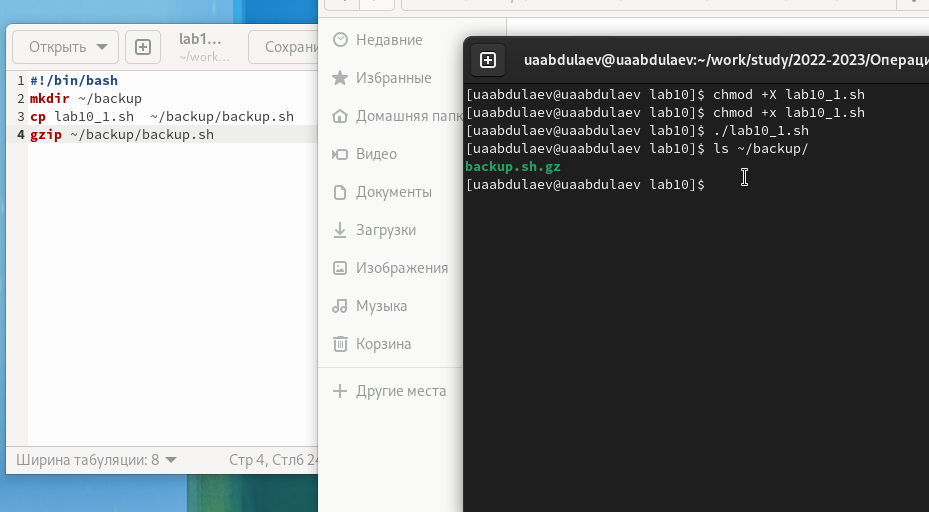 Открыть
lab1...
~/work...
Сохрани
1 #!/bin/bash
2 mkdir ~/backup
3 cp lab10_1.sh  ~/backup/backup.sh
4 gzip ~/backup/backup.sh
Ширина табуляции: 8
Стр 4, Стлб 24
Недавние
Избранные
Домашняя папк
Видео
Документы
Загрузки
Изображения
Музыка
Корзина
Другие места
uaabdulaev@uaabdulaev:~/work/study/2022-2023/Операци
[uaabdulaev@uaabdulaev lab10]$ chmod +X lab10_1.sh
[uaabdulaev@uaabdulaev lab10]$ chmod +x lab10_1.sh
[uaabdulaev@uaabdulaev lab10]$ ./lab10_1.sh
[uaabdulaev@uaabdulaev lab10]$ ls ~/backup/
backup.sh.gz
[uaabdulaev@uaabdulaev lab10]$